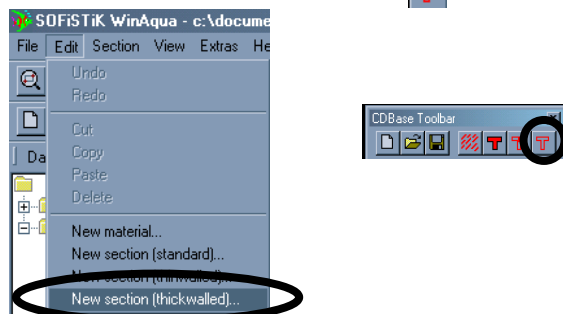 SOFiSTiK WinAqua - c:\docume
File Edit Section View Extras He
Undo
Redo
Cut
Da
Copy
Paste
Delete
New material...
New section (standard)...
New section (thinwalled)...
New section (thickwalled)...
CDBase Toolbar